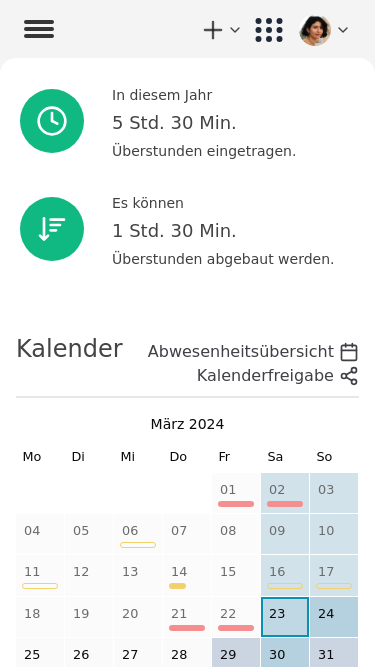 In diesem Jahr
5 Std. 30 Min.
Überstunden eingetragen.
Es können
1 Std. 30 Min.
Überstunden abgebaut werden.
Kalender
Abwesenheitsübersicht
Kalenderfreigabe
März 2024
Mo Di Mi Do Fr Sa So
01 02 03
04 05 06 07 08 09 10
11 12 13 14 15 16 17
18 19 20 21 22 23 24
25 26 27 28 29 30 31